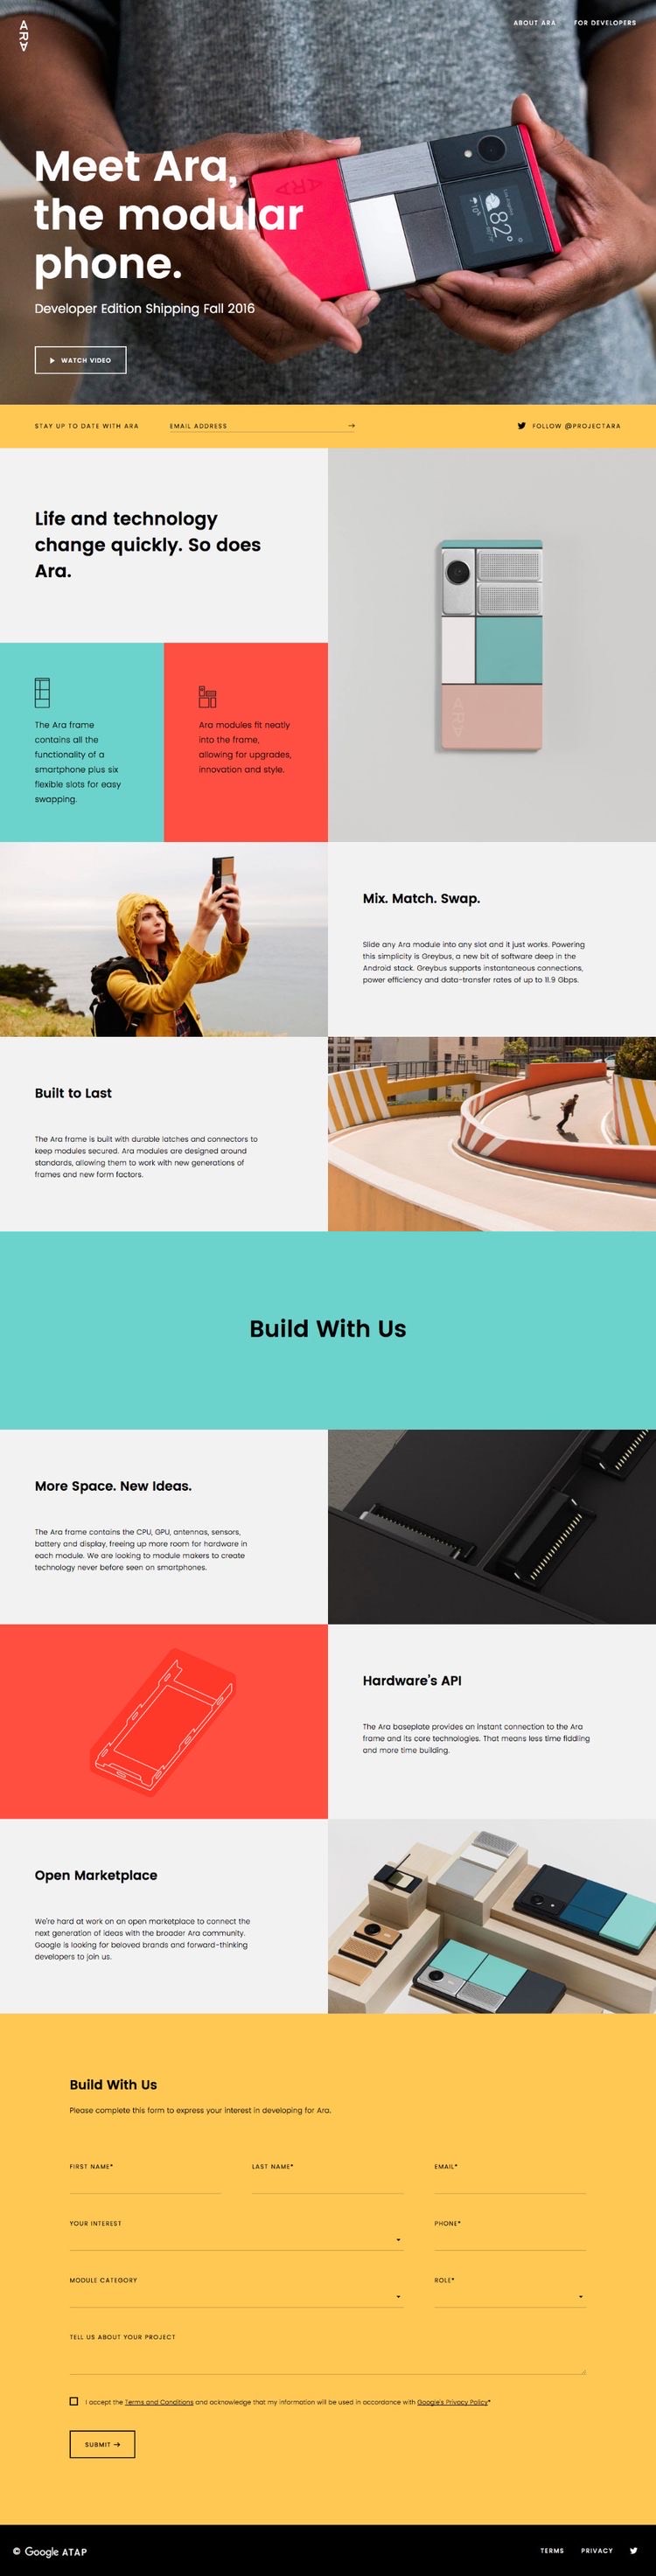 ARA
ABOUT ARA
FOR DEVELOPERS
Meet Ara,
the modular
phone.
ARA
82°
Developer Edition Shipping Fall 2016
WATCH VIDEO
STAY UP TO DATE WITH ARA
EMAIL ADDRESS
FOLLOW @PROJECTARA
Life and technology
change quickly. So does
Ara.
The Ara frame
contains all the
functionality of a
smartphone plus six
flexible slots for easy
swapping.
Ara modules fit neatly
into the frame,
allowing for upgrades,
innovation and style.
ARA
Mix. Match. Swap.
Slide any Ara module into any slot and it just works. Powering
this simplicity is Greybus, a new bit of software deep in the
Android stack. Greybus supports instantaneous connections,
power efficiency and data-transfer rates of up to 11.9 Gbps.
Built to Last
The Ara frame is built with durable latches and connectors to
keep modules secured. Ara modules are designed around
standards, allowing them to work with new generations of
frames and new form factors.
Build With Us
More Space. New Ideas.
The Ara frame contains the CPU, GPU, antennas, sensors,
battery and display, freeing up more room for hardware in
each module. We are looking to module makers to create
technology never before seen on smartphones.
Hardware's API
The Ara baseplate provides an instant connection to the Ara
frame and its core technologies. That means less time fiddling
and more time building.
Open Marketplace
We're hard at work on an open marketplace to connect the
next generation of ideas with the broader Ara community.
Google is looking for beloved brands and forward-thinking
developers to join us.
Build With Us
Please complete this form to express your interest in developing for Ara.
FIRST NAME*
LAST NAME*
EMAIL*
YOUR INTEREST
PHONE*
MODULE CATEGORY
ROLE*
TELL US ABOUT YOUR PROJECT
I accept the Terms and Conditions and acknowledge that my information will be used in accordance with Google's Privacy Policy*
SUBMIT
© Google ATAP
TERMS
PRIVACY